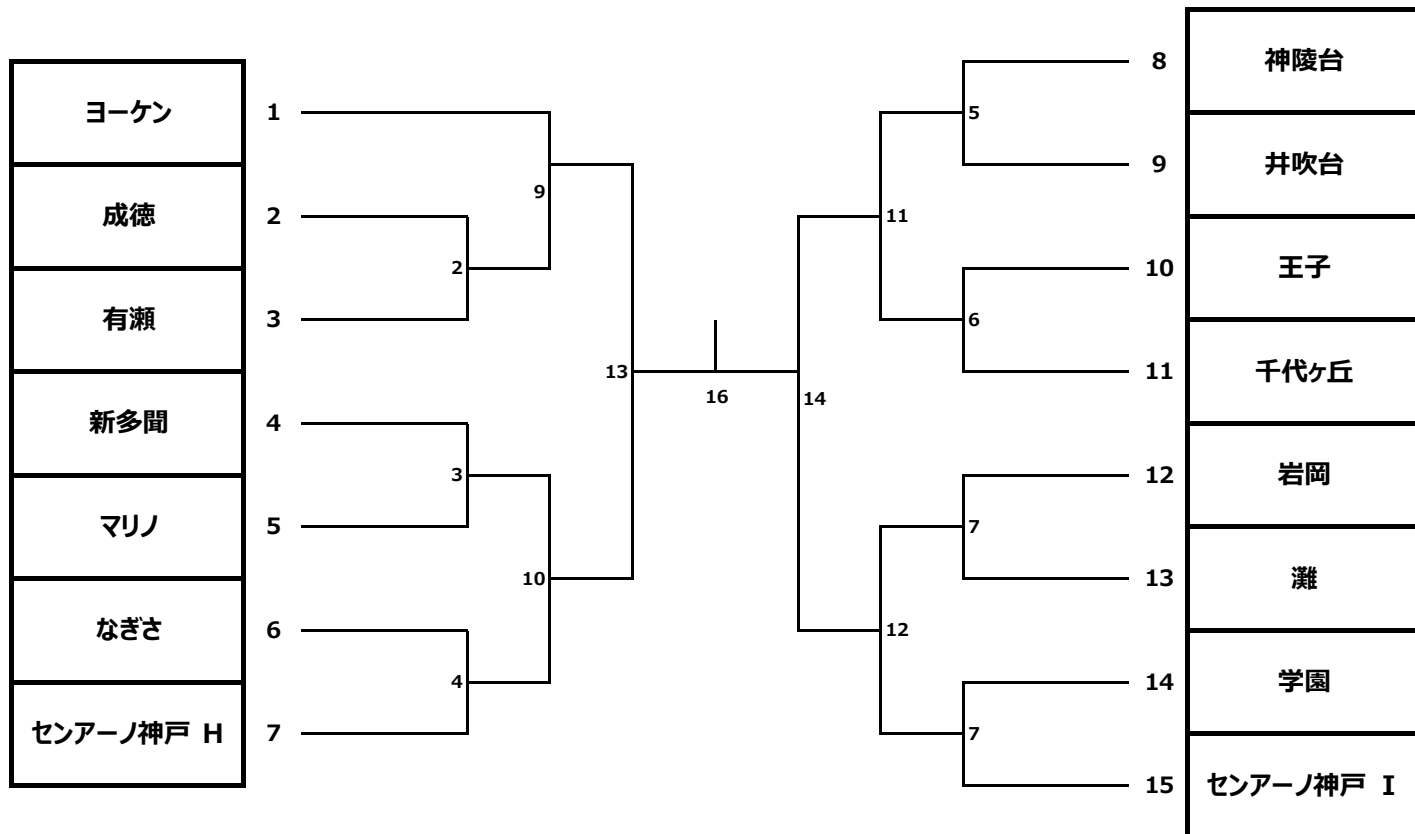 ヨーケン 1
成徳 2
有瀬 3
新多聞 4
マリノ 5
なぎさ 6
センアーノ神戸 H 7
9
2
3
4
10
13
16
14
11
12
5
6
7
7
8 神陵台
9 井吹台
10 王子
11 千代ヶ丘
12 岩岡
13 灘
14 学園
15 センアーノ神戸 I